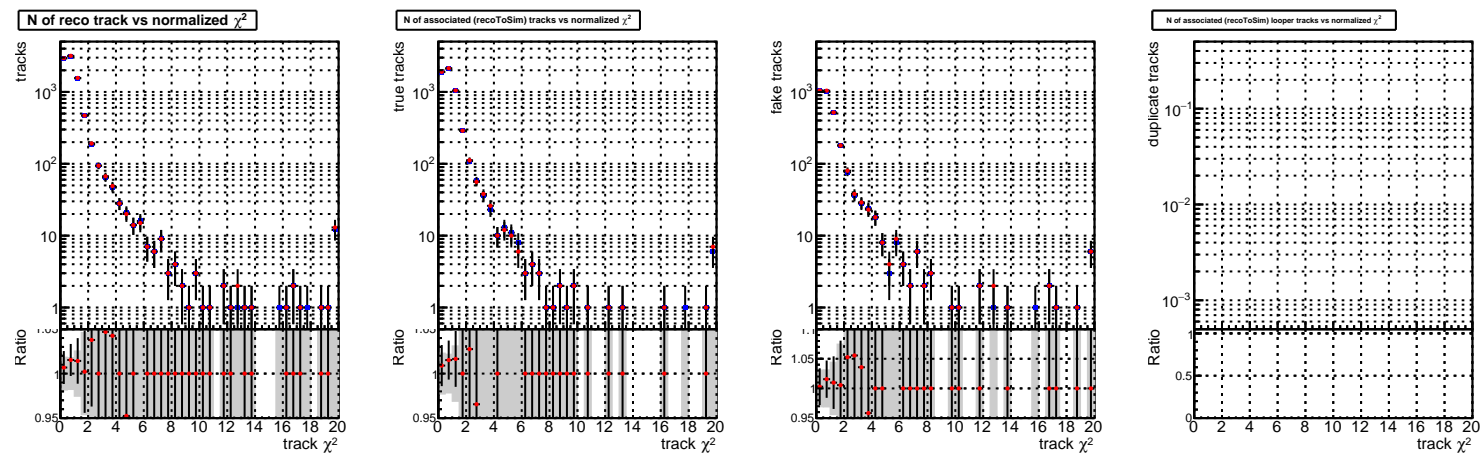 N of reco track vs normalized χ²
tracks
10³
10²
10
1
Ratio
1.05
1
0.95
0 2 4 6 8 10 12 14 16 18 20
track χ²
N of associated (recoToSim) tracks vs normalized χ²
true tracks
10³
10²
10
1
Ratio
1.05
1
0.95
0 2 4 6 8 10 12 14 16 18 20
track χ²
fake tracks
10³
10²
10
1
Ratio
1.1
1.05
1
0.95
0 2 4 6 8 10 12 14 16 18 20
track χ²
N of associated (recoToSim) looper tracks vs normalized χ²
duplicate tracks
10⁻¹
10⁻²
10⁻³
Ratio
1
0.5
0
0 2 4 6 8 10 12 14 16 18 20
track χ²